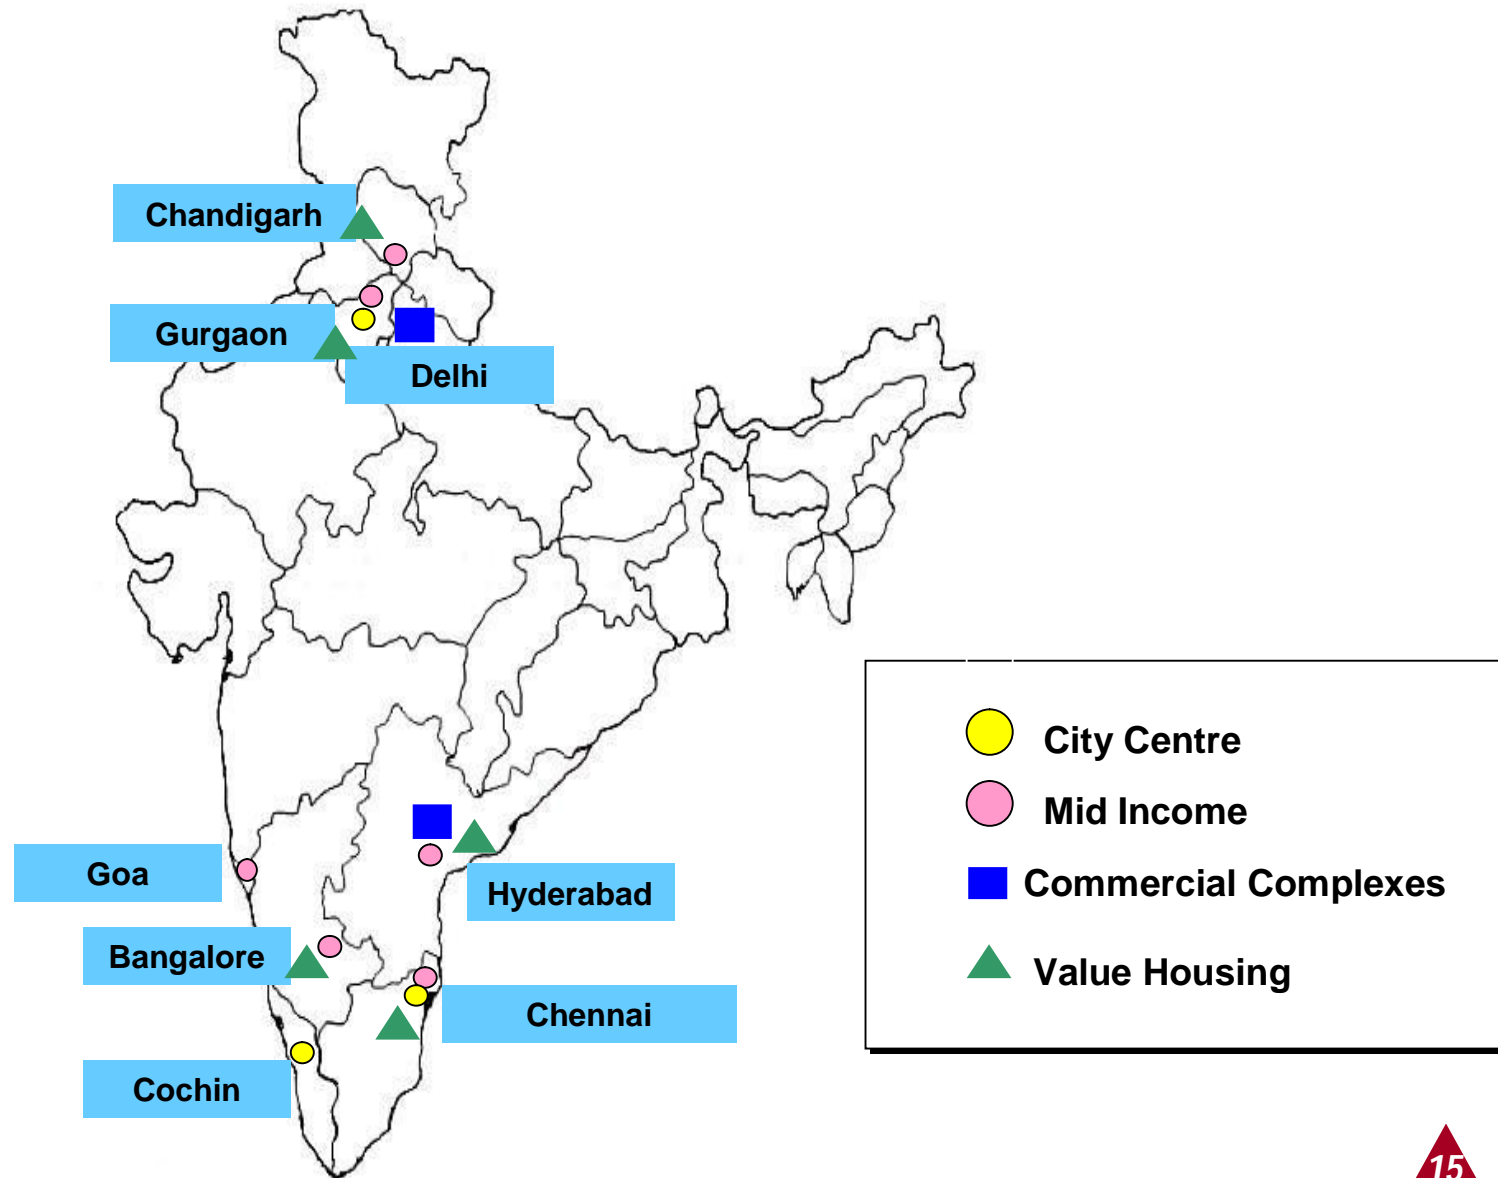 Chandigarh
Gurgaon
Delhi
Goa
Hyderabad
Bangalore
Chennai
Cochin
City Centre
Mid Income
Commercial Complexes
Value Housing
15